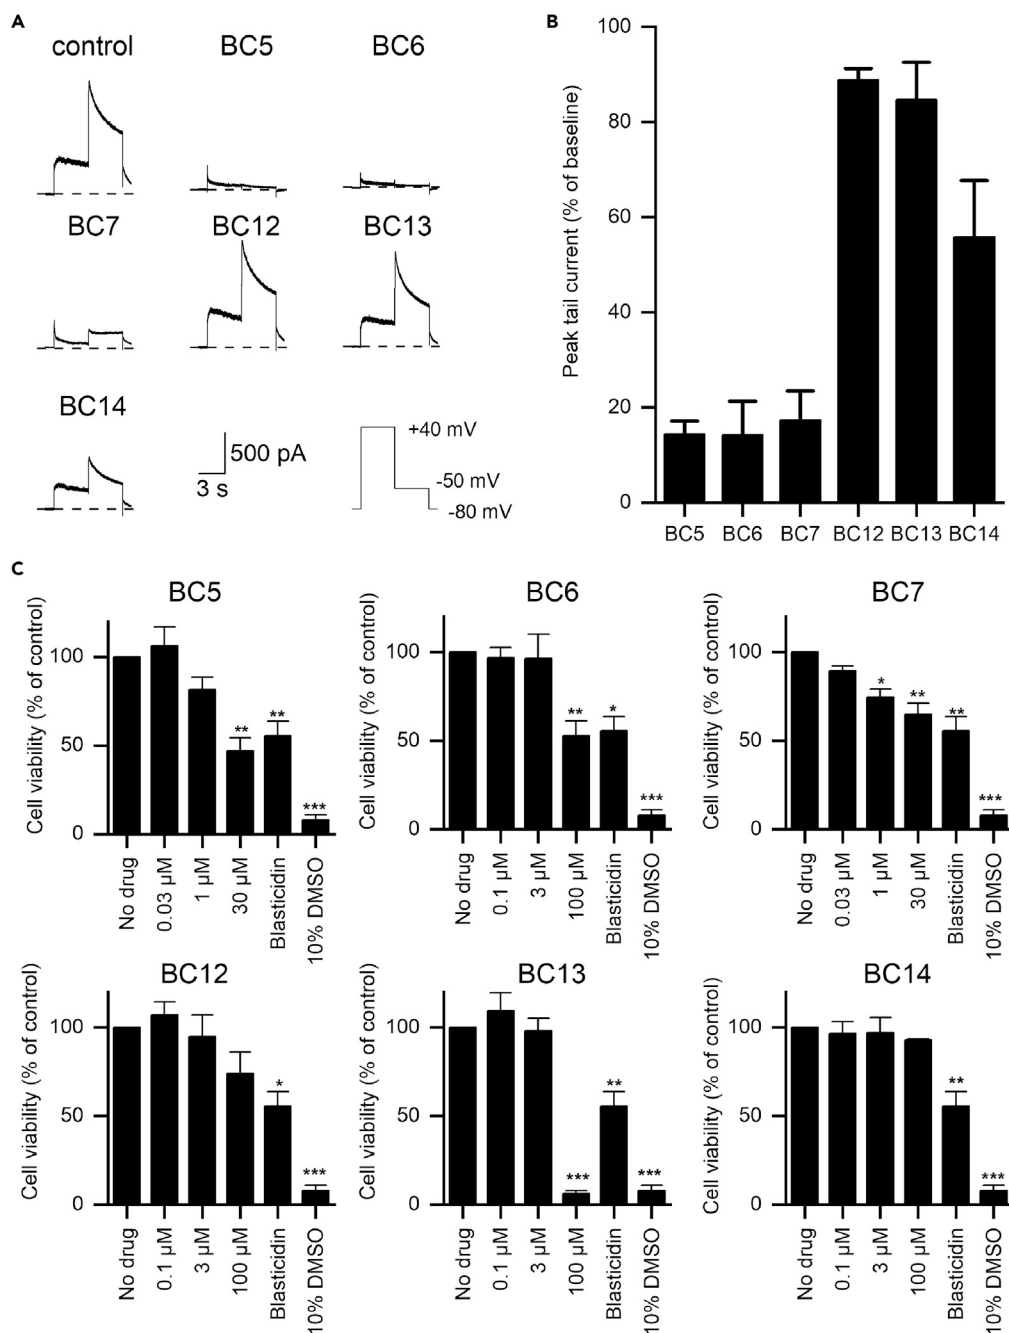 A
control BC5 BC6
BC7 BC12 BC13
BC14
500 pA
3 s
+40 mV
-50 mV
-80 mV
B
Peak tail current (% of baseline)
100
80
60
40
20
0
BC5 BC6 BC7 BC12 BC13 BC14
C
BC5
Cell viability (% of control)
100
50
0
** ** ***
No drug
0.03 µM
1 µM
30 µM
Blasticidin
10% DMSO
BC6
Cell viability (% of control)
100
50
0
** * ***
No drug
0.1 µM
3 µM
100 µM
Blasticidin
10% DMSO
BC7
Cell viability (% of control)
100
50
0
* ** ** ***
No drug
0.03 µM
1 µM
30 µM
Blasticidin
10% DMSO
BC12
Cell viability (% of control)
100
50
0
* ***
No drug
0.1 µM
3 µM
100 µM
Blasticidin
10% DMSO
BC13
Cell viability (% of control)
100
50
0
*** ** ***
No drug
0.1 µM
3 µM
100 µM
Blasticidin
10% DMSO
BC14
Cell viability (% of control)
100
50
0
** ***
No drug
0.1 µM
3 µM
100 µM
Blasticidin
10% DMSO